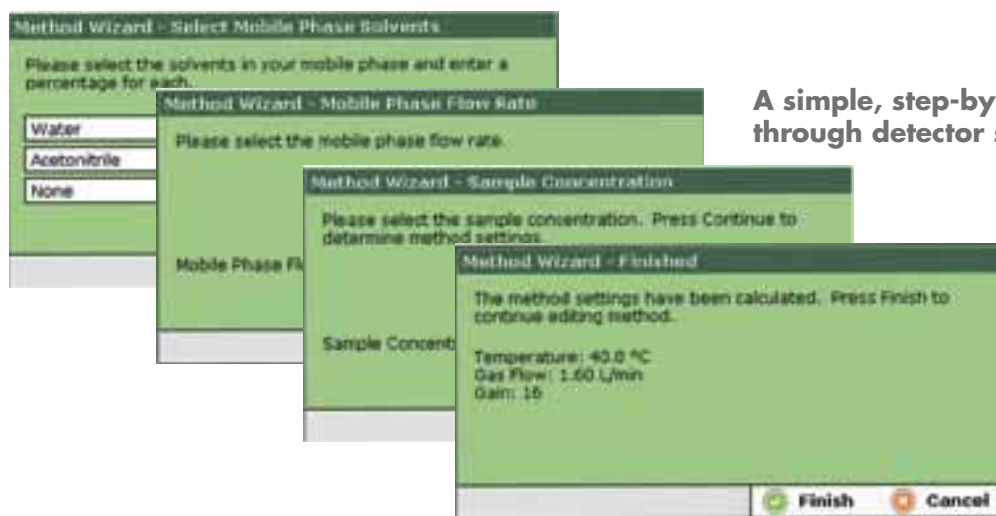 Method Wizard - Select Mobile Phase Solvents
Please select the solvents in your mobile phase and enter a
percentage for each.
Water
Acetonitrile
None
Method Wizard - Mobile Phase Flow Rate
Please select the mobile phase flow rate.
Mobile Phase Fl
Method Wizard - Sample Concentration
Please select the sample concentration. Press Continue to
determine method settings.
Sample Concent
Method Wizard - Finished
The method settings have been calculated. Press Finish to
continue editing method.
Temperature: 40.0 °C
Gas Flow: 1.60 L/min
Gain: 16
Finish
Cancel
A simple, step-by
through detector s